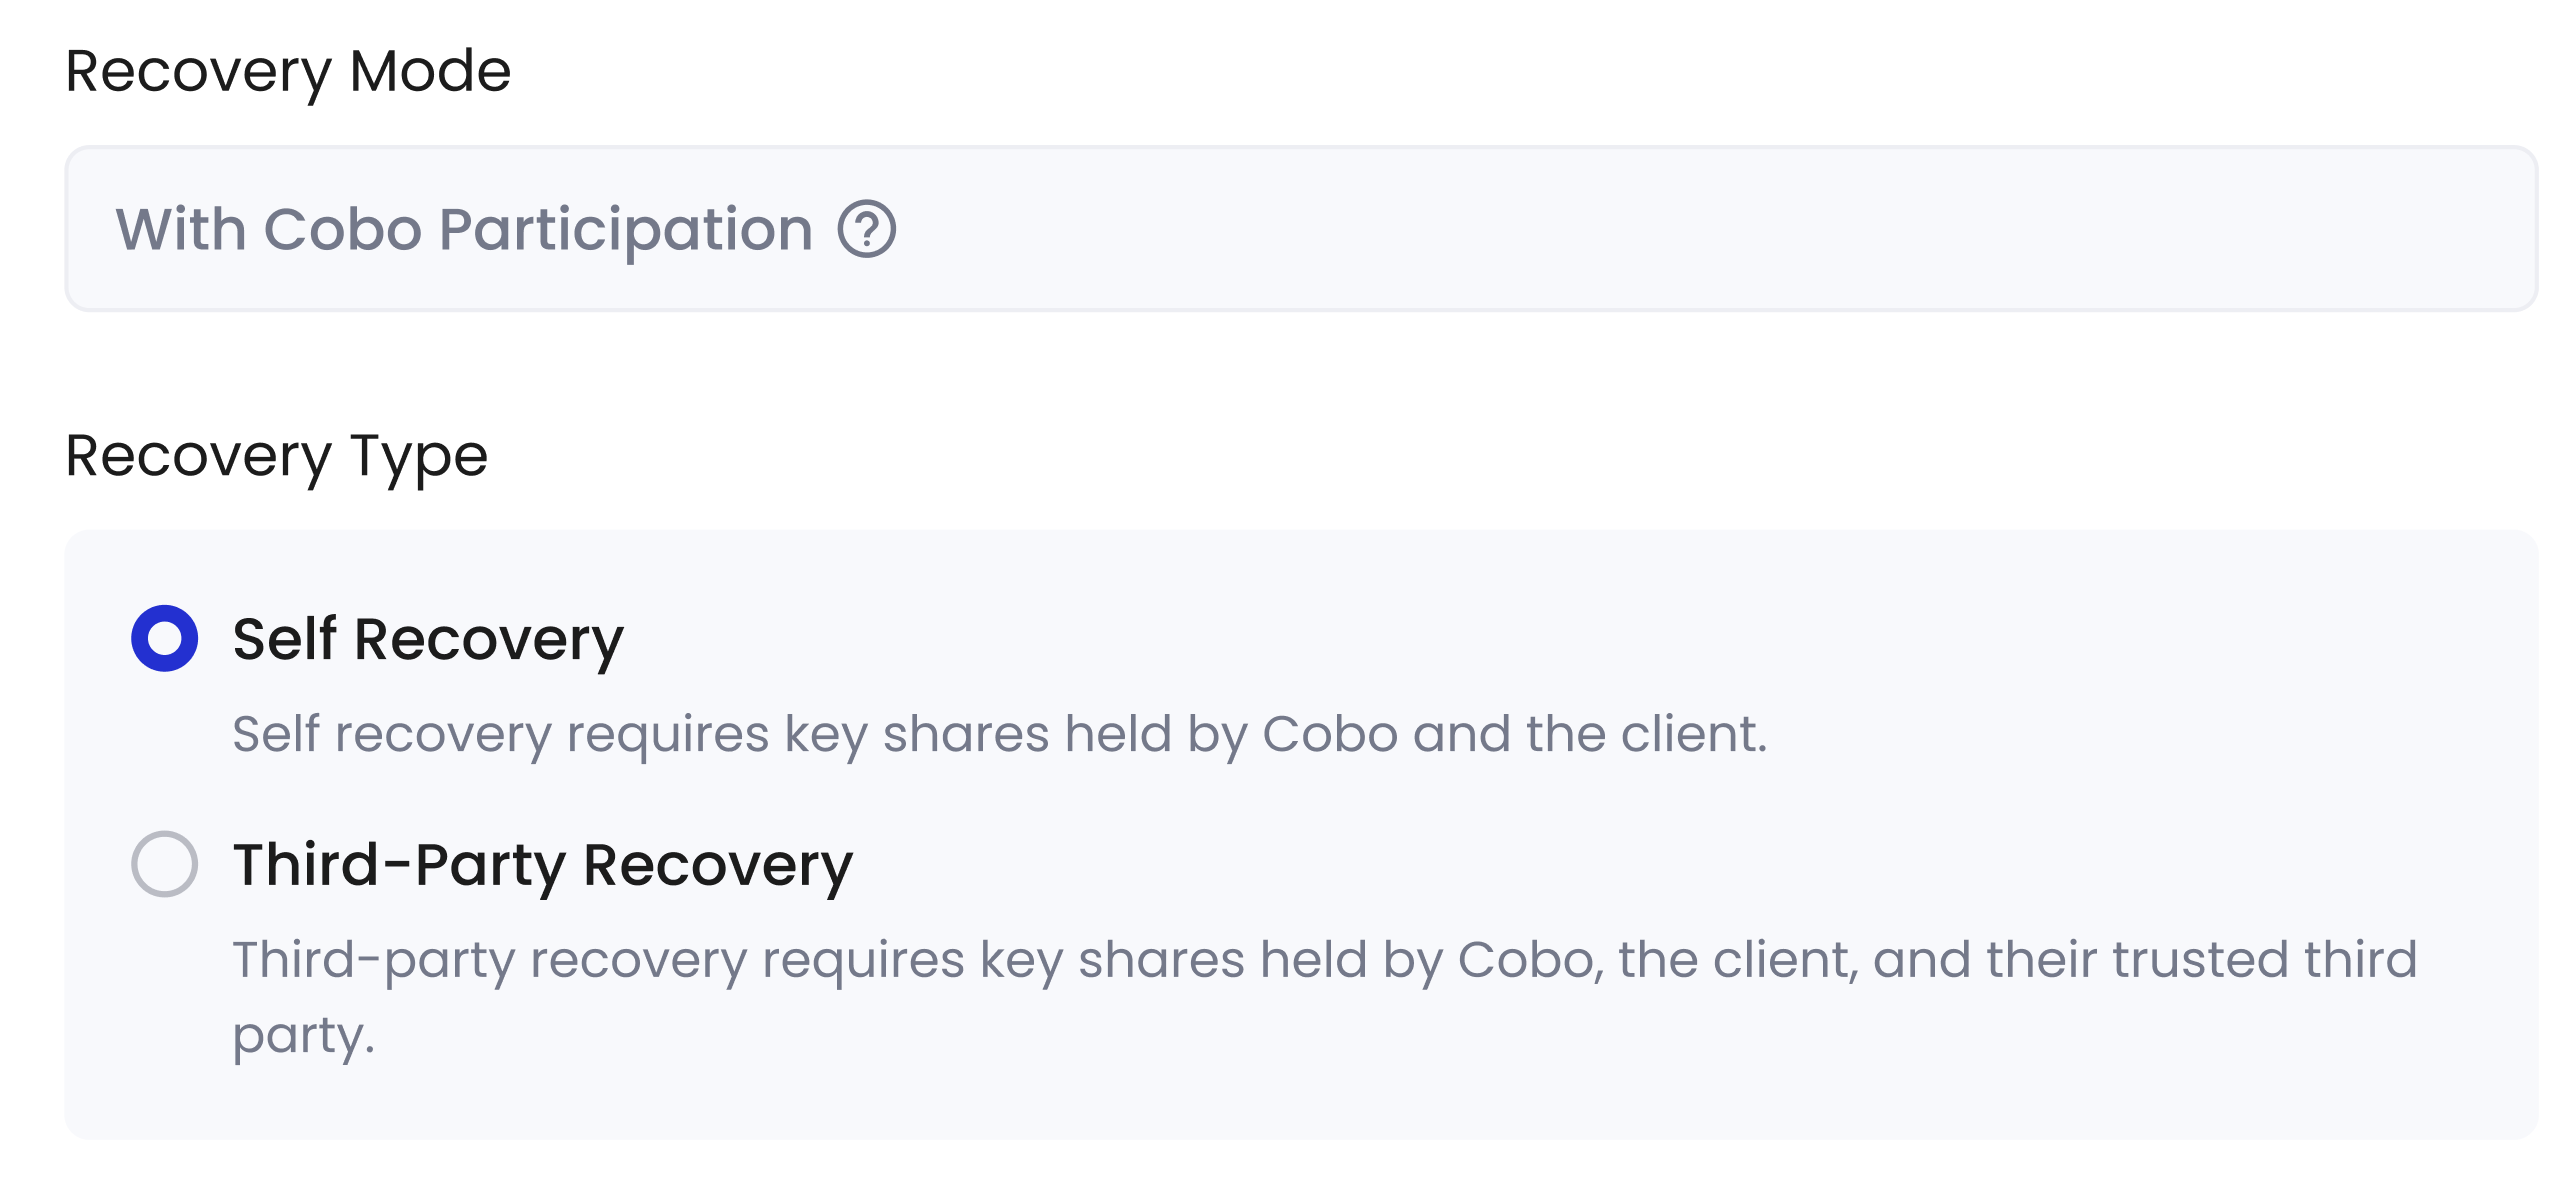 Recovery Mode
With Cobo Participation
Recovery Type
Self Recovery
Self recovery requires key shares held by Cobo and the client.
Third-Party Recovery
Third-party recovery requires key shares held by Cobo, the client, and their trusted third
party.